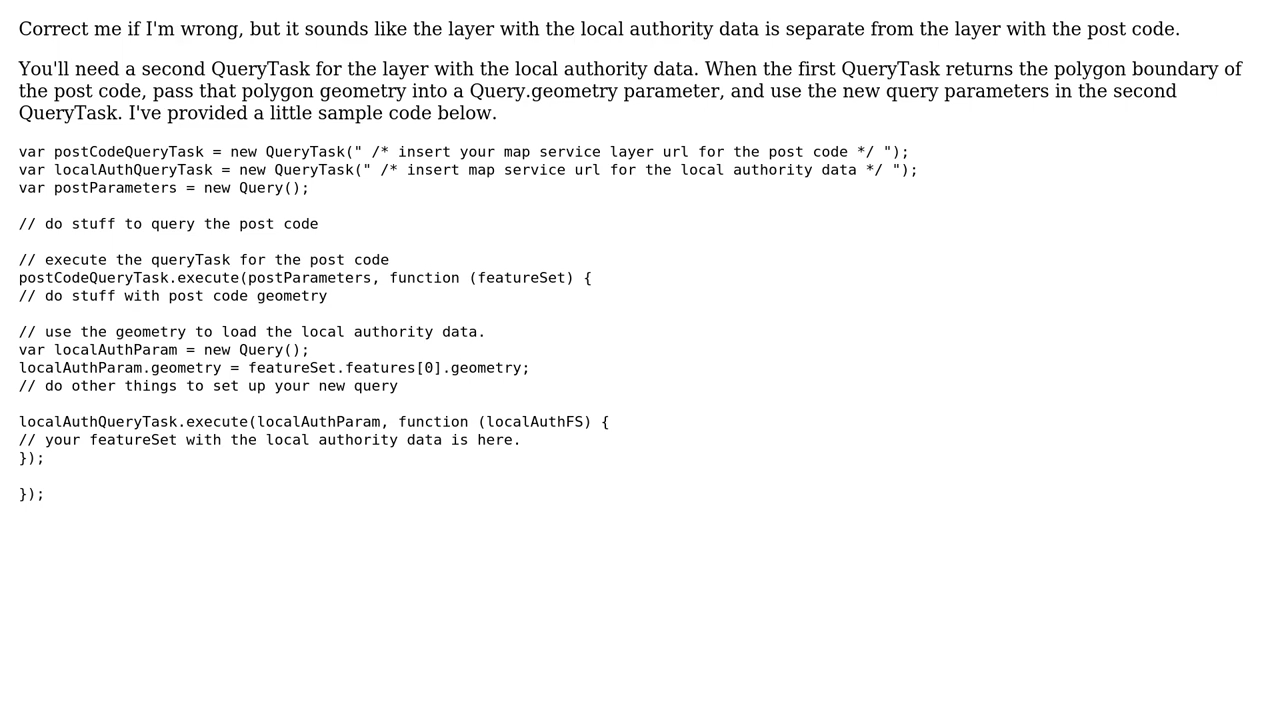 Correct me if I'm wrong, but it sounds like the layer with the local authority data is separate from the layer with the post code.
You'll need a second QueryTask for the layer with the local authority data. When the first QueryTask returns the polygon boundary of
the post code, pass that polygon geometry into a Query.geometry parameter, and use the new query parameters in the second
QueryTask. I've provided a little sample code below.
var postCodeQueryTask = new QueryTask(" /* insert your map service layer url for the post code */ ");
var localAuthQueryTask = new QueryTask(" /* insert map service url for the local authority data */ ");
var postParameters = new Query();
// do stuff to query the post code
// execute the queryTask for the post code
postCodeQueryTask.execute(postParameters, function (featureSet) {
// do stuff with post code geometry
// use the geometry to load the local authority data.
var localAuthParam = new Query();
localAuthParam.geometry = featureSet.features[0].geometry;
// do other things to set up your new query
localAuthQueryTask.execute(localAuthParam, function (localAuthFS) {
// your featureSet with the local authority data is here.
});
});